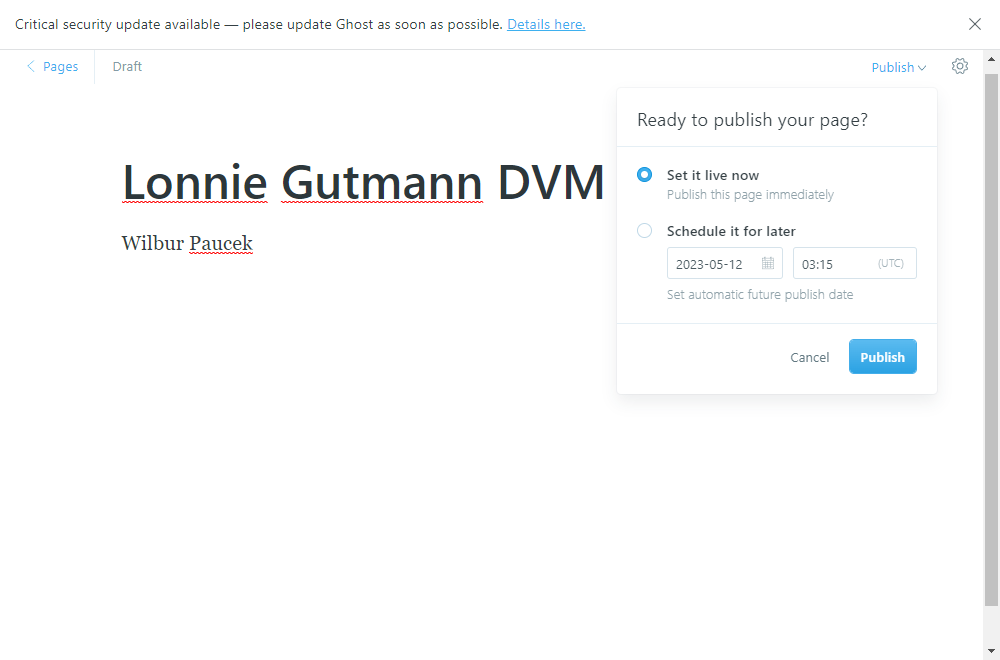 Critical security update available — please update Ghost as soon as possible. Details here.
Pages
Draft
Publish
Ready to publish your page?
Lonnie Gutmann DVM
Set it live now
Publish this page immediately
Wilbur Paucek
Schedule it for later
2023-05-12
03:15
(UTC)
Set automatic future publish date
Cancel
Publish